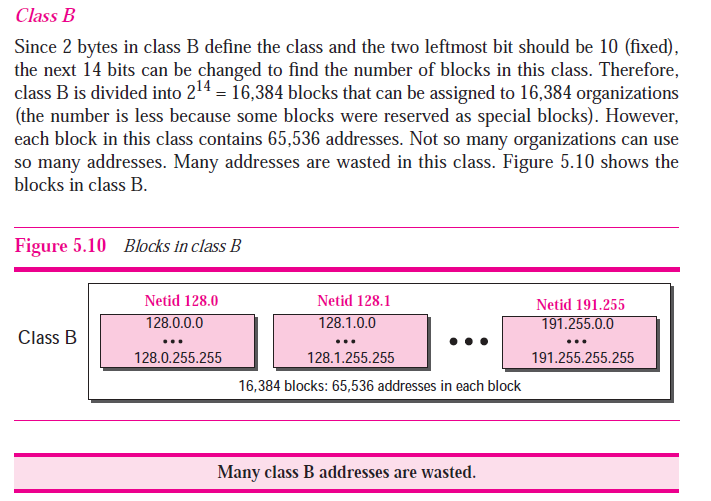 Class B
Since 2 bytes in class B define the class and the two leftmost bit should be 10 (fixed),
the next 14 bits can be changed to find the number of blocks in this class. Therefore,
class B is divided into 2^14 = 16,384 blocks that can be assigned to 16,384 organizations
(the number is less because some blocks were reserved as special blocks). However,
each block in this class contains 65,536 addresses. Not so many organizations can use
so many addresses. Many addresses are wasted in this class. Figure 5.10 shows the
blocks in class B.
Figure 5.10 Blocks in class B
Class B
Netid 128.0
128.0.0.0
•••
128.0.255.255
Netid 128.1
128.1.0.0
•••
128.1.255.255
•••
Netid 191.255
191.255.0.0
•••
191.255.255.255
16,384 blocks: 65,536 addresses in each block
Many class B addresses are wasted.